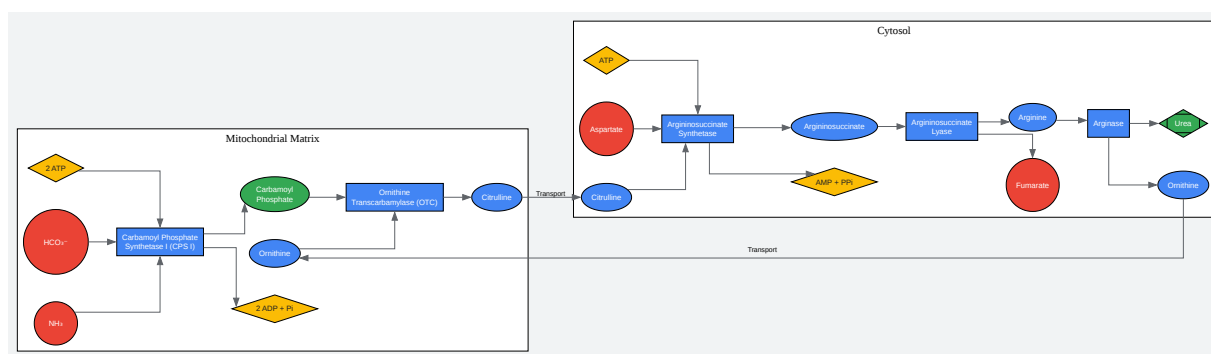 Cytosol
ATP
Aspartate
Argininosuccinate
Synthetase
Argininosuccinate
Argininosuccinate
Lyase
Arginine
Arginase
Urea
AMP + PPi
Fumarate
Ornithine
Citrulline
Transport
Mitochondrial Matrix
2 ATP
HCO₃⁻
NH₃
Carbamoyl Phosphate
Synthetase I (CPS I)
Carbamoyl
Phosphate
Ornithine
Transcarbamylase (OTC)
Citrulline
Ornithine
2 ADP + Pi
Transport